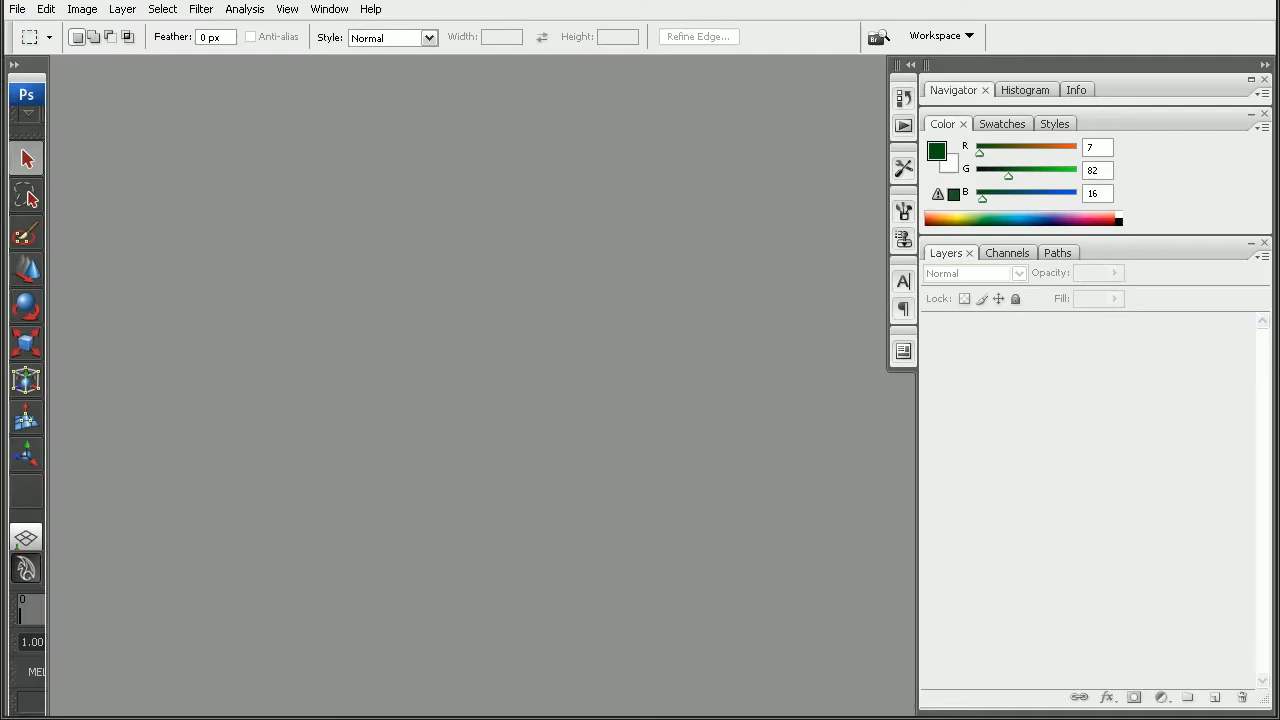 File Edit Image Layer Select Filter Analysis View Window Help
Feather: 0 px Anti-alias Style: Normal Width: Height: Refine Edge... Br Workspace
Ps
Navigator Histogram Info
Color Swatches Styles
R 7
G 82
B 16
Layers Channels Paths
Normal Opacity:
Lock: Fill:
A
0
1.00
MEL
fx